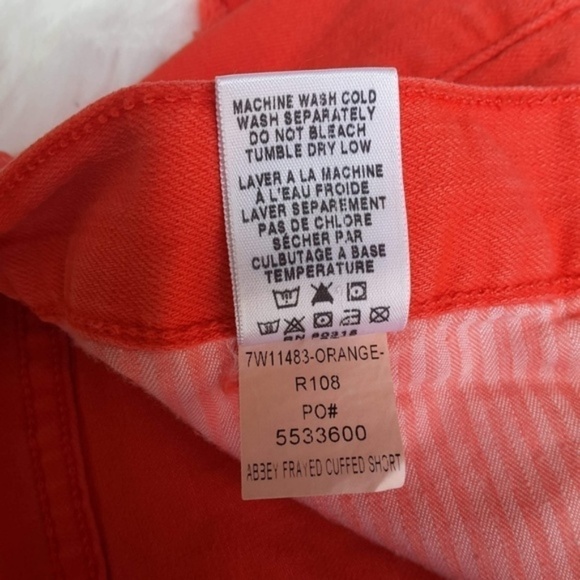 MACHINE WASH COLD
WASH SEPARATELY
DO NOT BLEACH
TUMBLE DRY LOW
LAVER A LA MACHINE
À L'EAU FROIDE
LAVER SEPAREMENT
PAS DE CHLORE
SÉCHER PAR
CULBUTAGE A BASE
TEMPERATURE
RN
7W11483-ORANGE-
R108
PO#
5533600
ABBEY FRAYED CUFFED SHORT